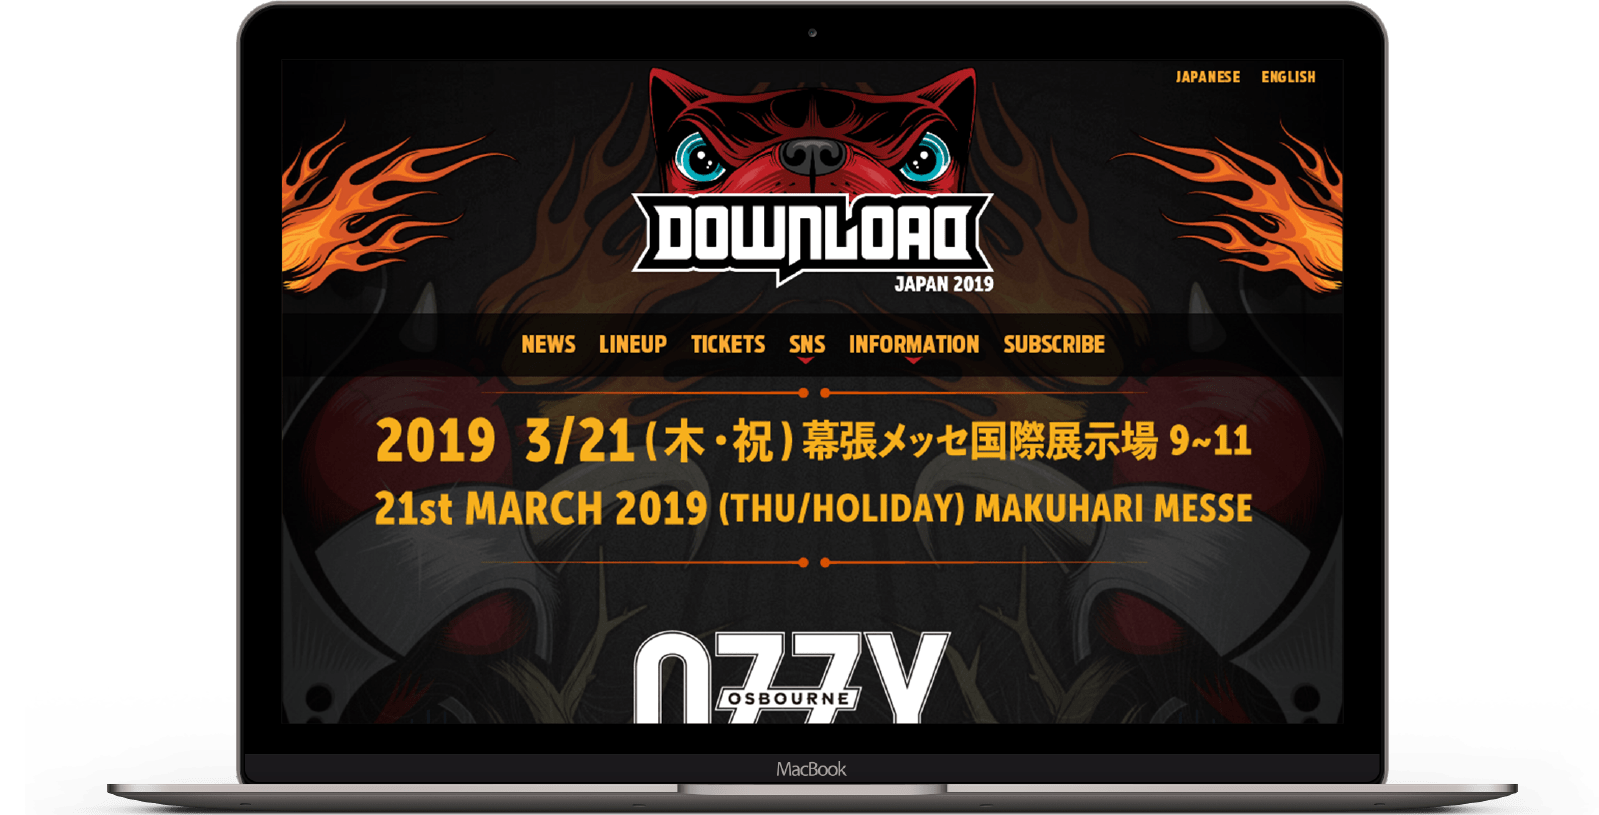 JAPANESE ENGLISH
DOWNLOAD
JAPAN 2019
NEWS LINEUP TICKETS SNS INFORMATION SUBSCRIBE
2019 3/21(木・祝)幕張メッセ国際展示場 9~11
21st MARCH 2019 (THU/HOLIDAY) MAKUHARI MESSE
OZZY
OSBOURNE
MacBook